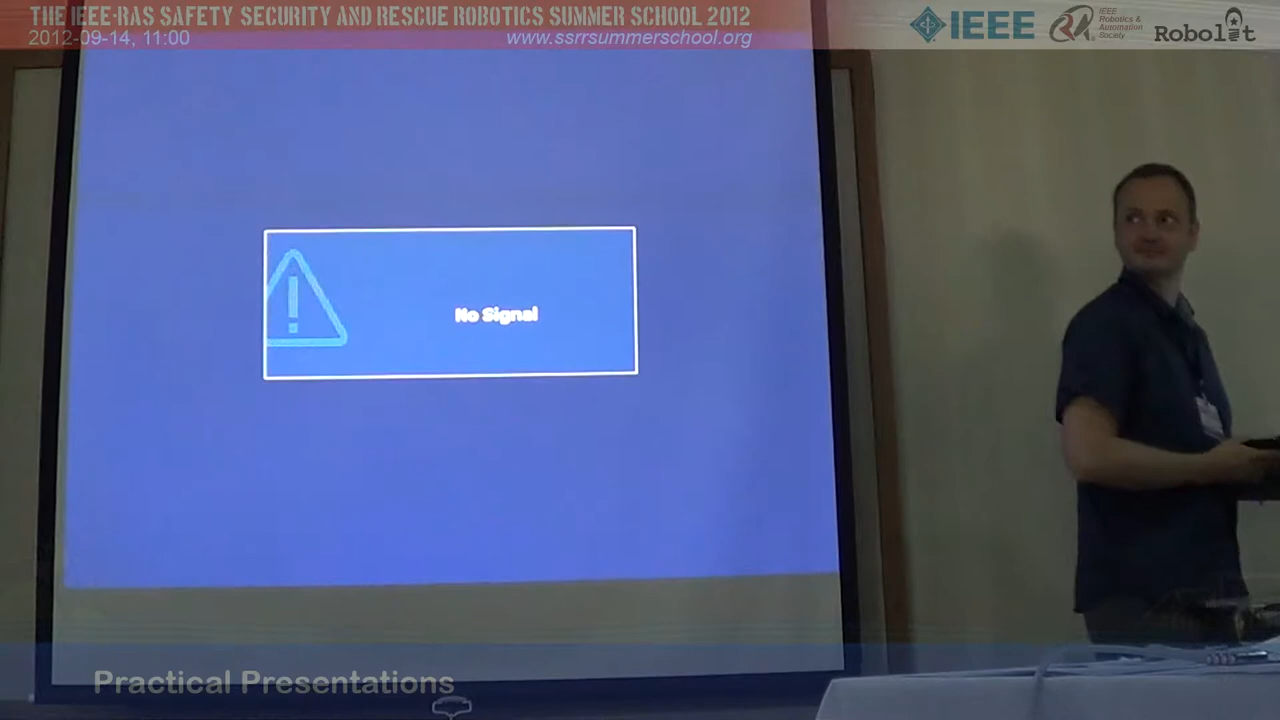 THE IEEE-RAS SAFETY SECURITY AND RESCUE ROBOTICS SUMMER SCHOOL 2012
2012-09-14, 11:00
www.ssrrsummerschool.org
IEEE
IEEE
Robotics &
Automation
Society
Robolit
No Signal
Practical Presentations